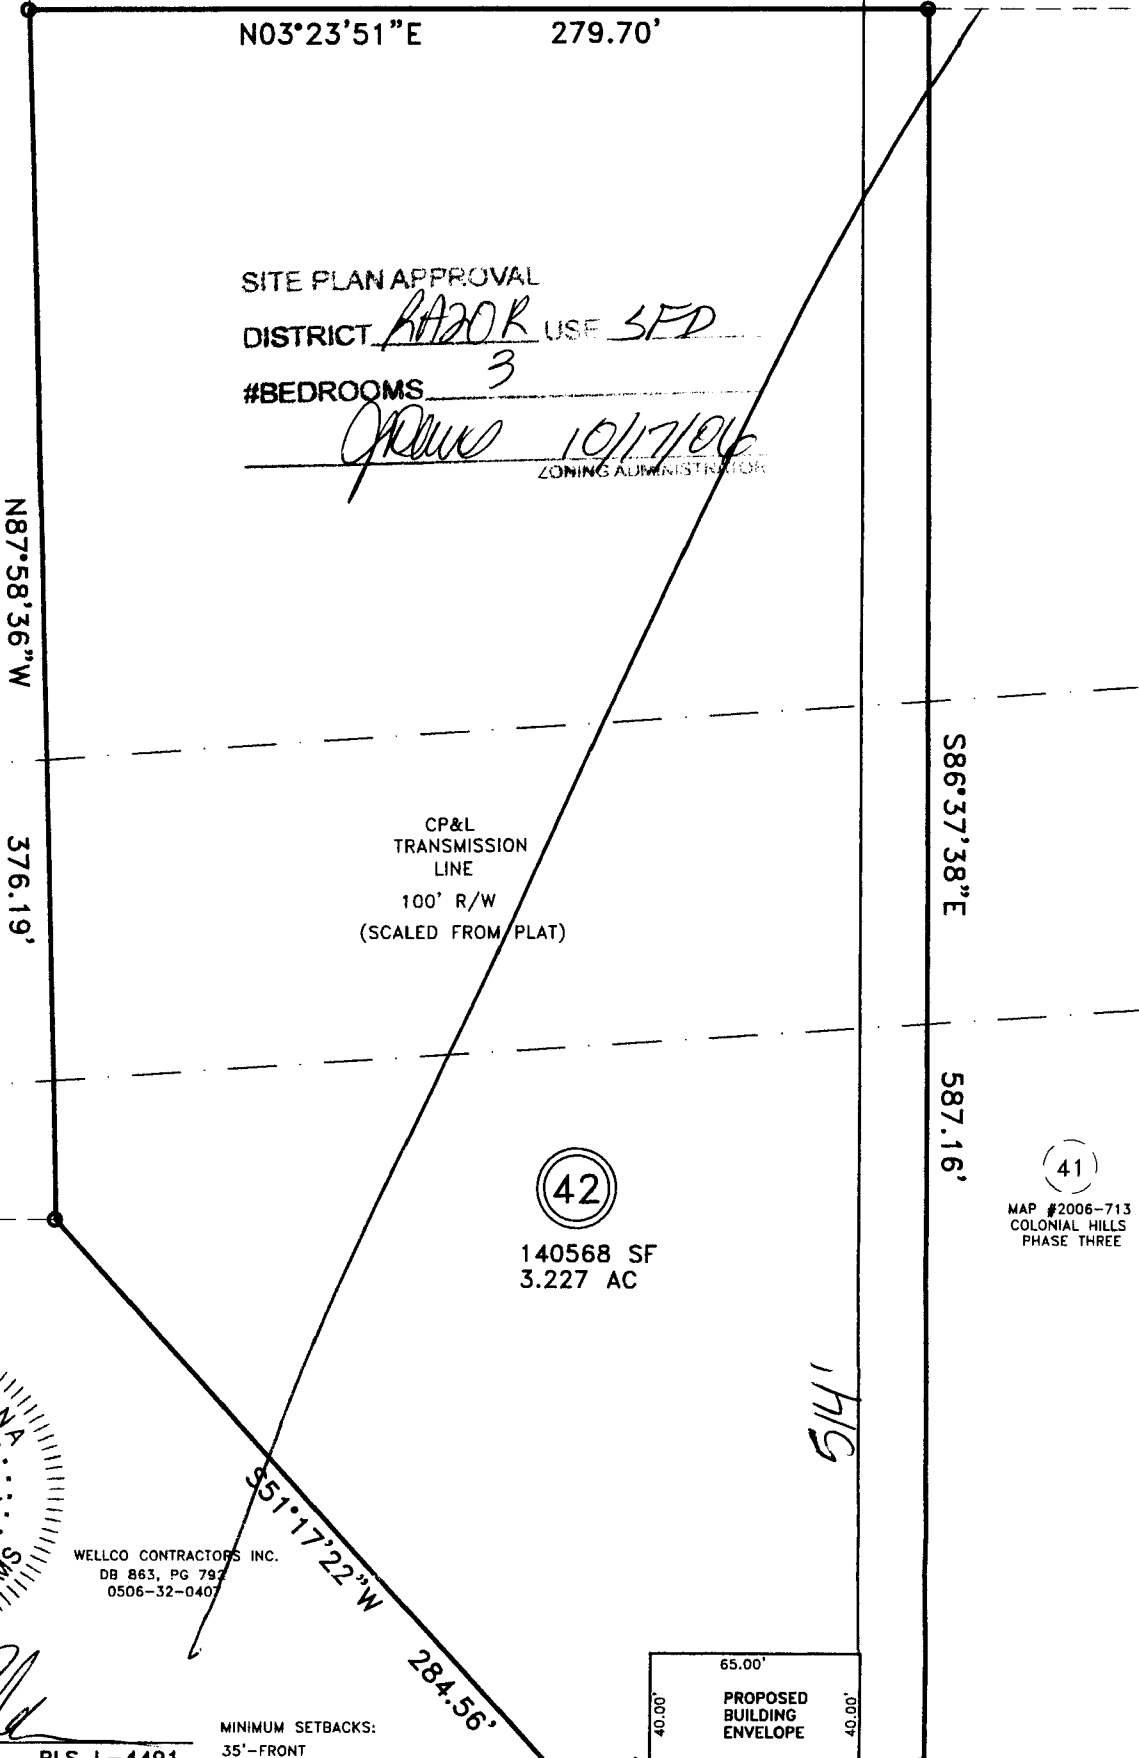 N03°23'51"E 279.70'
SITE PLAN APPROVAL
DISTRICT RA20R USE SFD
#BEDROOMS 3
10/17/06
ZONING ADMINISTRATOR
N87°58'36"W 376.19'
S86°37'38"E 587.16'
CP&L
TRANSMISSION
LINE
100' R/W
(SCALED FROM PLAT)
42
140568 SF
3.227 AC
41
MAP #2006-713
COLONIAL HILLS
PHASE THREE
514'
S51°17'22"W 284.56'
WELLCO CONTRACTORS INC.
DB 863, PG 792
0506-32-0407
65.00'
40.00'
PROPOSED
BUILDING
ENVELOPE
40.00'
MINIMUM SETBACKS:
35'-FRONT
PLS L-4491